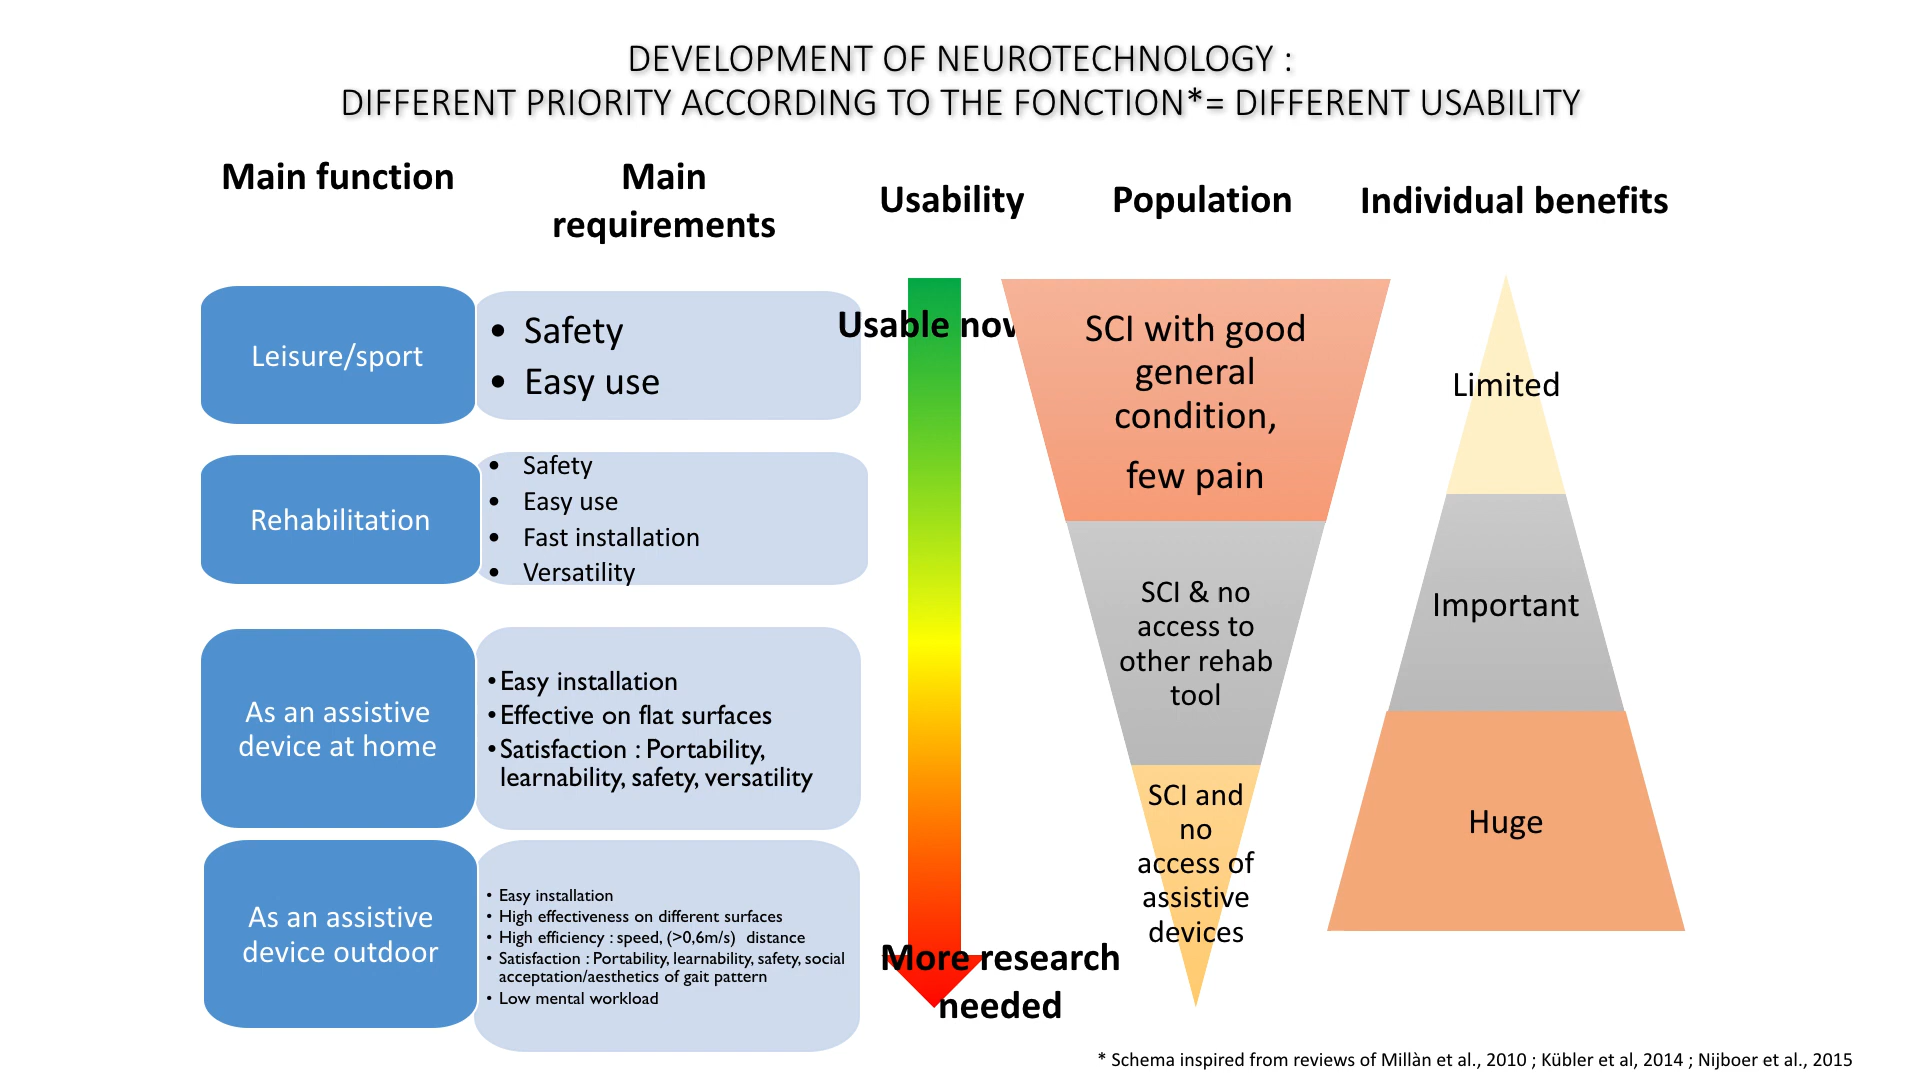 DEVELOPMENT OF NEUROTECHNOLOGY :
DIFFERENT PRIORITY ACCORDING TO THE FONCTION*= DIFFERENT USABILITY
Main function
Main
requirements
Usability
Population
Individual benefits
Leisure/sport
• Safety
• Easy use
Rehabilitation
• Safety
• Easy use
• Fast installation
• Versatility
As an assistive
device at home
• Easy installation
• Effective on flat surfaces
• Satisfaction : Portability,
learnability, safety, versatility
As an assistive
device outdoor
• Easy installation
• High effectiveness on different surfaces
• High efficiency : speed, (>0,6m/s) distance
• Satisfaction : Portability, learnability, safety, social
acceptation/aesthetics of gait pattern
• Low mental workload
Usable now
More research
needed
SCI with good
general
condition,
few pain
SCI & no
access to
other rehab
tool
SCI and
no
access of
assistive
devices
Limited
Important
Huge
* Schema inspired from reviews of Millàn et al., 2010 ; Kübler et al, 2014 ; Nijboer et al., 2015